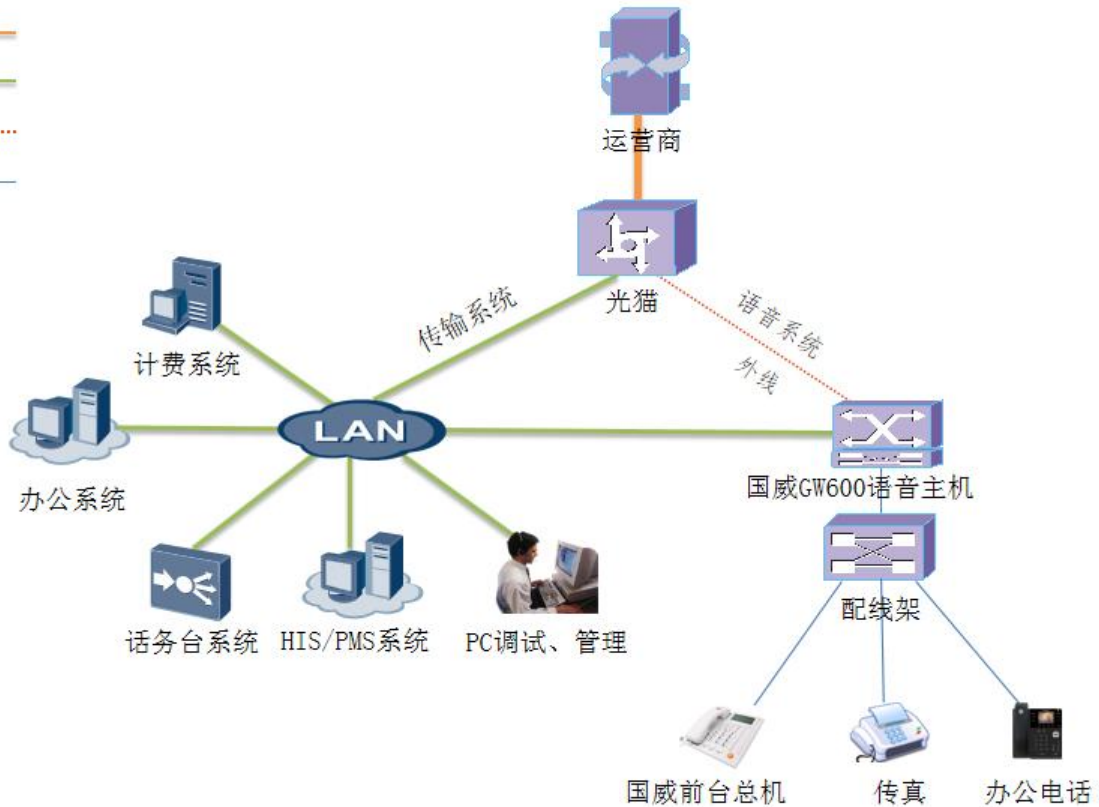 运营商
光猫
传输系统
语音系统
外线
计费系统
LAN
办公系统
国威GW600语音主机
配线架
话务台系统
HIS/PMS系统
PC调试、管理
国威前台总机
传真
办公电话